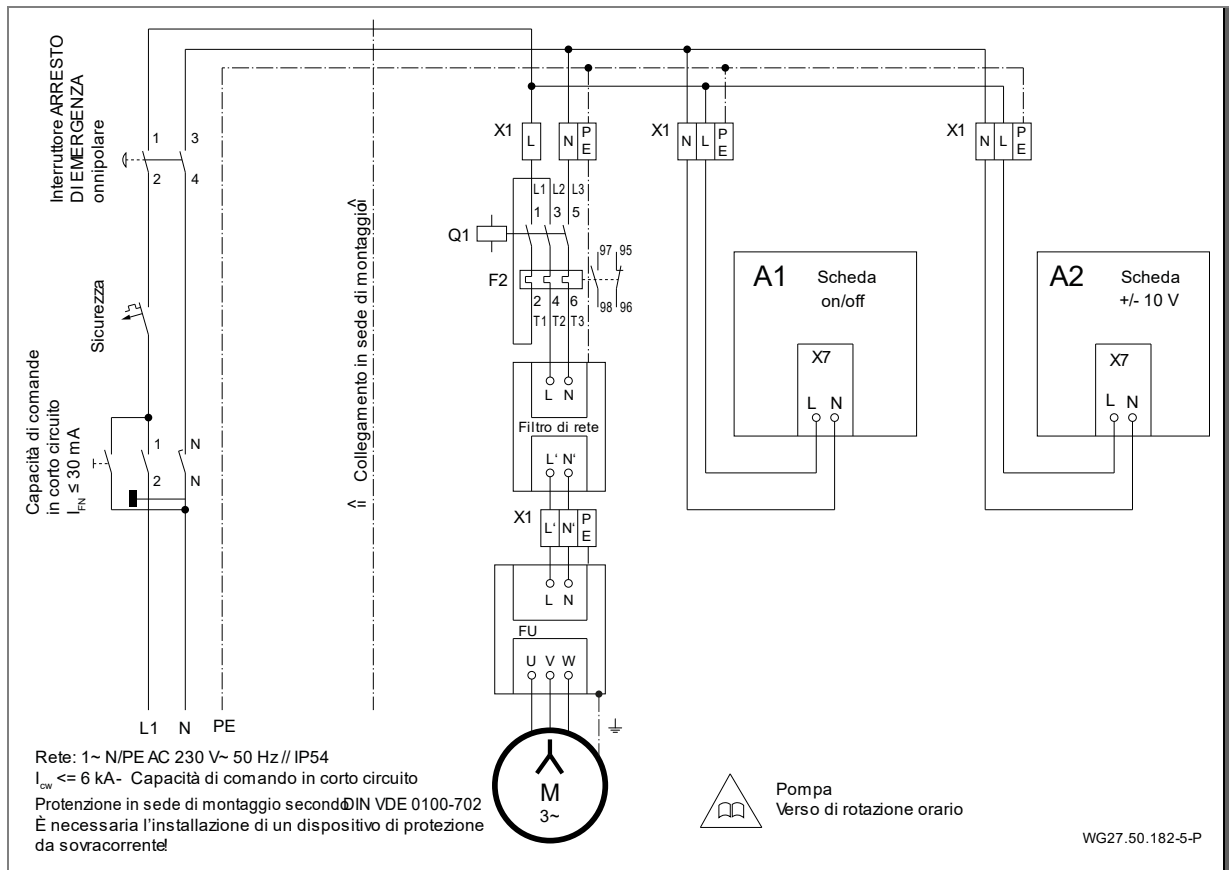 Interruttore ARRESTO
DI EMERGENZA
onnipolare
1 3
2 4
Sicurezza
Capacità di comande
in corto circuito
I_FN ≤ 30 mA
1 N
2 N
L1 N PE
<= Collegamento in sede di montaggio
X1 L N PE
L1 L2 L3
1 3 5
Q1
F2
97 95
98 96
2 4 6
T1 T2 T3
L N
Filtro di rete
L‘ N‘
X1 L‘ N‘ PE
L N
FU
U V W
M
3~
X1 N L PE
A1 Scheda
on/off
X7
L N
X1 N L PE
A2 Scheda
+/- 10 V
X7
L N
Rete: 1~ N/PE AC 230 V~ 50 Hz // IP54
I_cw <= 6 kA- Capacità di comando in corto circuito
Protenzione in sede di montaggio secondo DIN VDE 0100-702
È necessaria l’installazione di un dispositivo di protezione
da sovracorrente!
Pompa
Verso di rotazione orario
WG27.50.182-5-P